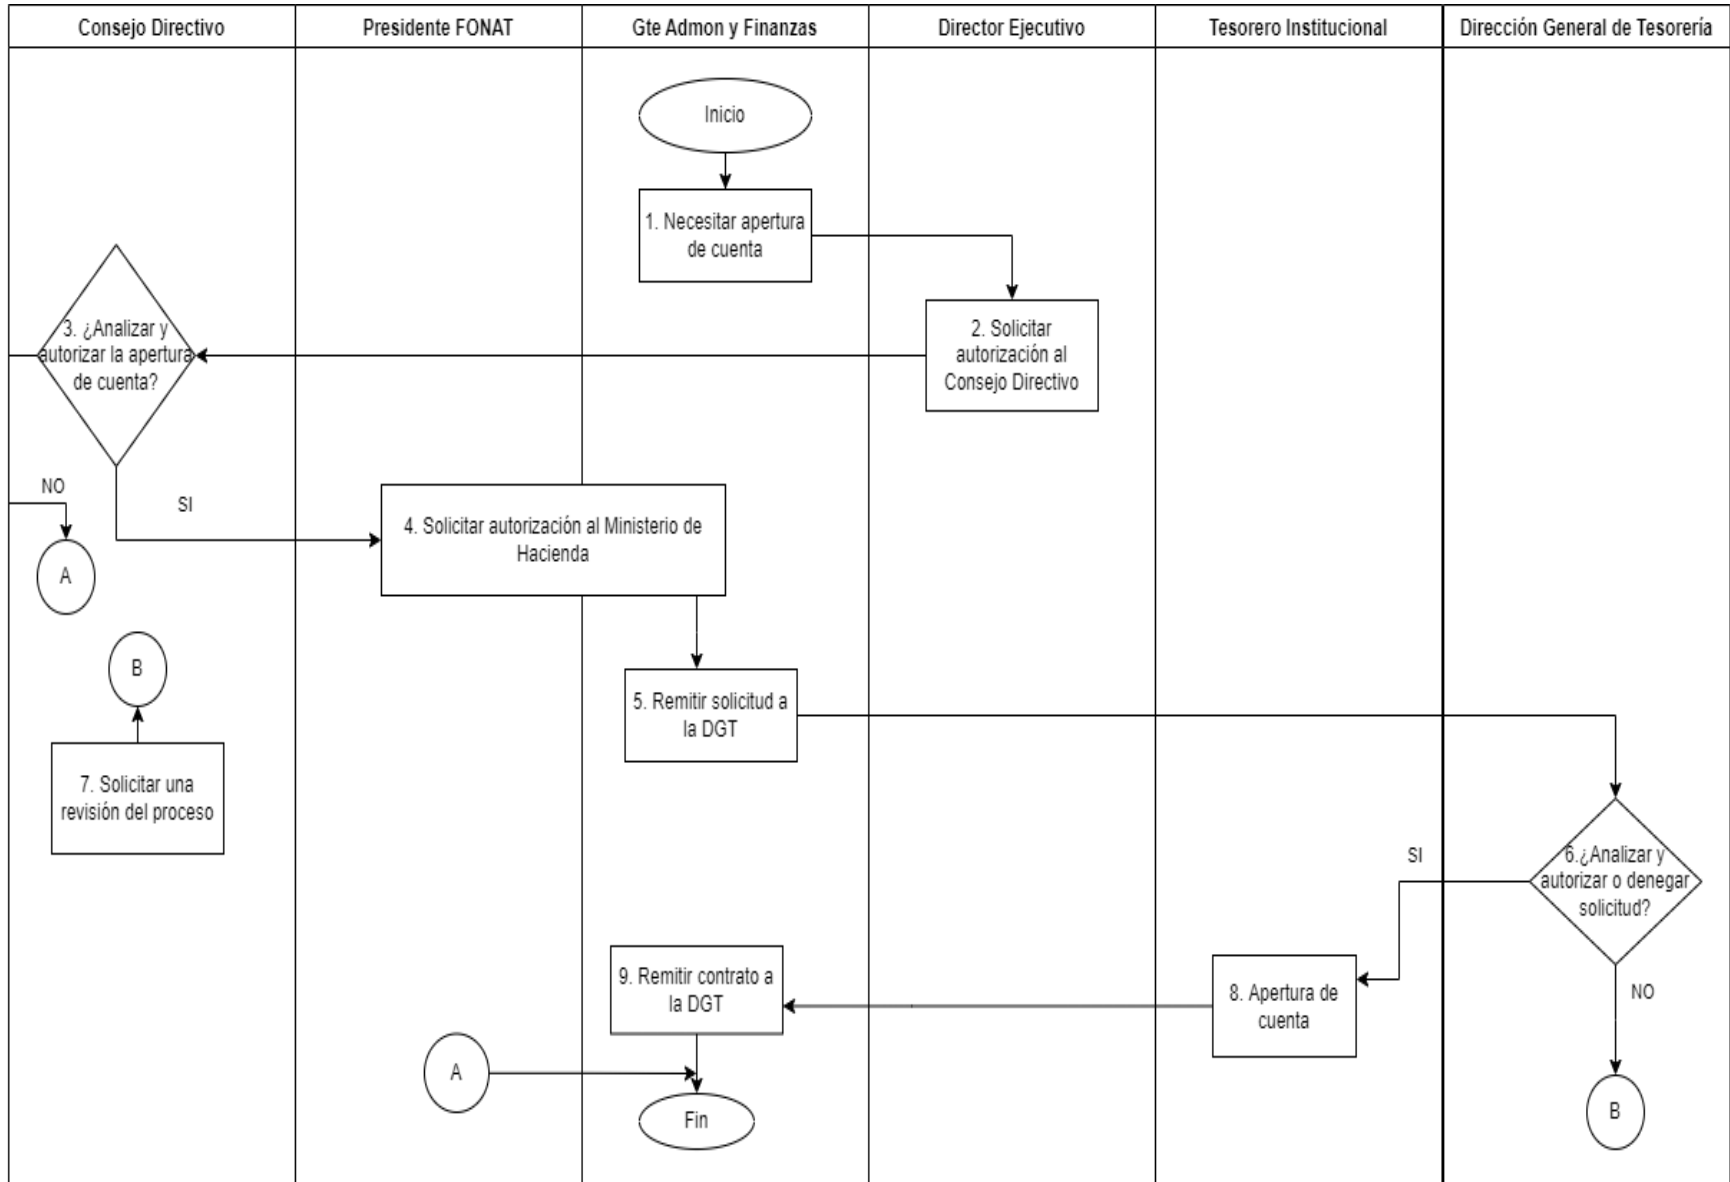 Consejo Directivo
Presidente FONAT
Gte Admon y Finanzas
Director Ejecutivo
Tesorero Institucional
Dirección General de Tesorería
Inicio
1. Necesitar apertura
de cuenta
2. Solicitar
autorización al
Consejo Directivo
3. ¿Analizar y
autorizar la apertura
de cuenta?
NO
SI
A
4. Solicitar autorización al Ministerio de
Hacienda
B
5. Remitir solicitud a
la DGT
7. Solicitar una
revisión del proceso
6.¿Analizar y
autorizar o denegar
solicitud?
SI
NO
8. Apertura de
cuenta
9. Remitir contrato a
la DGT
A
Fin
B